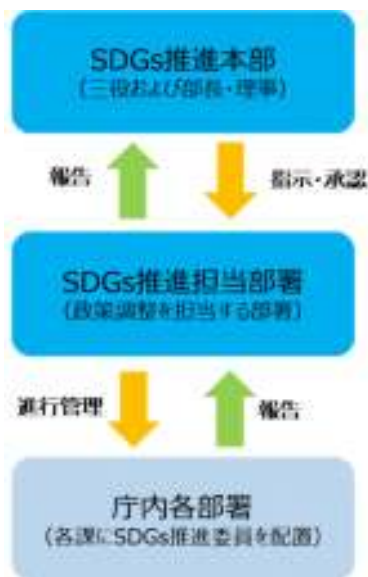 SDGs推進本部
(三役および部長・理事)
報告
指示・承認
SDGs推進担当部署
(政策調整を担当する部署)
進行管理
報告
庁内各部署
(各課にSDGs推進委員を配置)